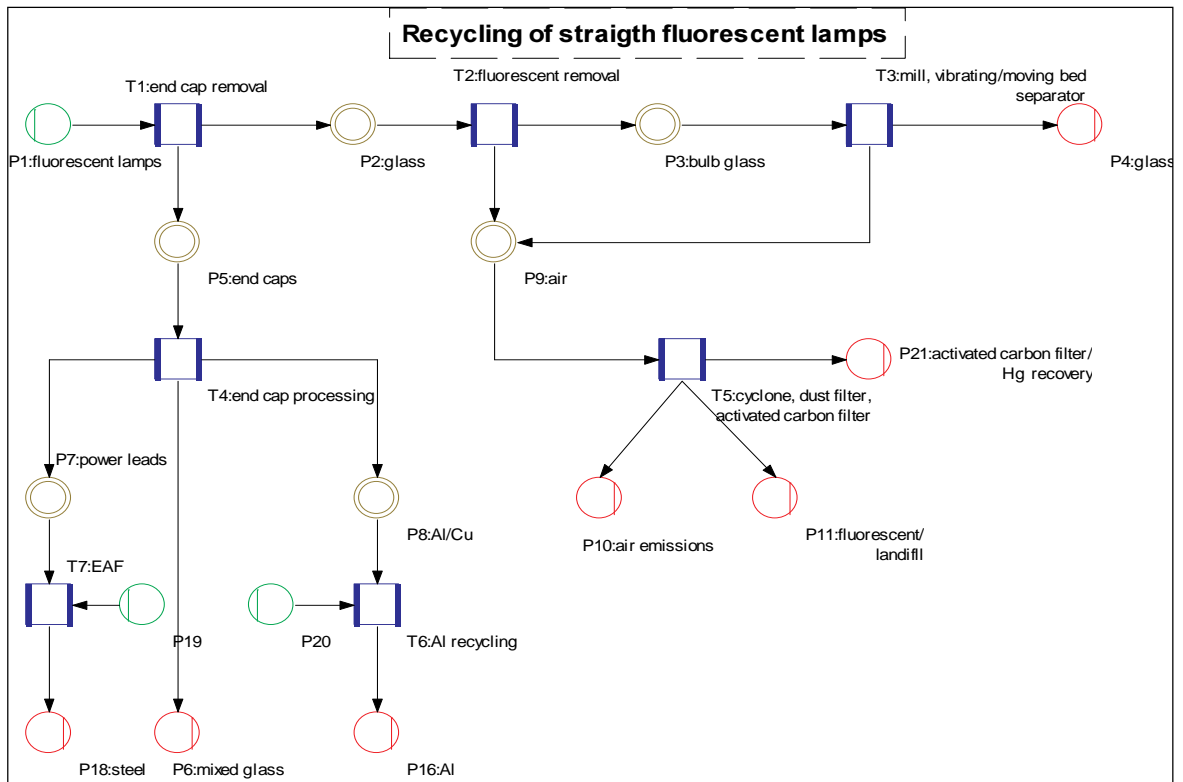 Recycling of straigth fluorescent lamps
T1:end cap removal
T2:fluorescent removal
T3:mill, vibrating/moving bed
separator
P1:fluorescent lamps
P2:glass
P3:bulb glass
P4:glass
P5:end caps
P9:air
T4:end cap processing
T5:cyclone, dust filter,
activated carbon filter
P21:activated carbon filter/
Hg recovery
P7:power leads
P8:Al/Cu
P10:air emissions
P11:fluorescent/
landifll
T7:EAF
P19
P20
T6:Al recycling
P18:steel
P6:mixed glass
P16:Al